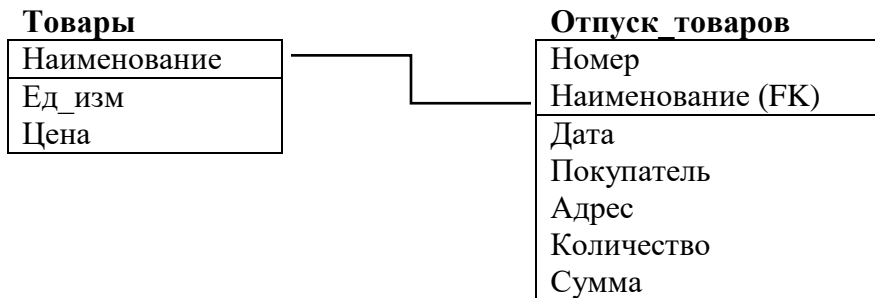 Товары
Наименование
Ед_изм
Цена
Отпуск_товаров
Номер
Наименование (FK)
Дата
Покупатель
Адрес
Количество
Сумма